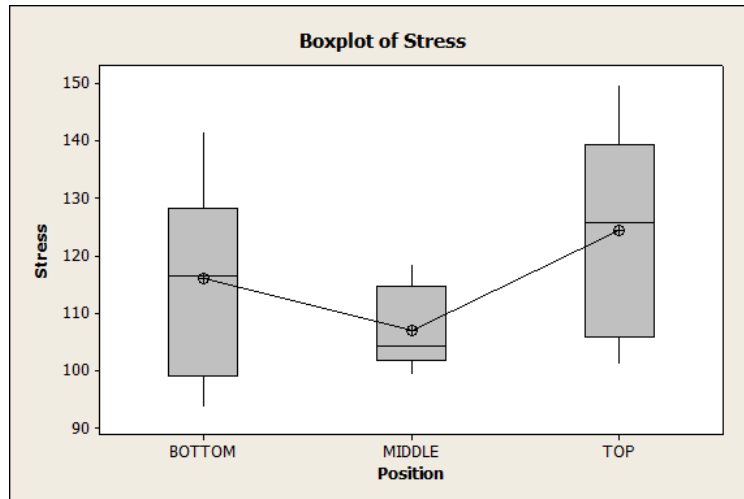 Boxplot of Stress
150
140
130
120
110
100
90
Stress
BOTTOM MIDDLE TOP
Position